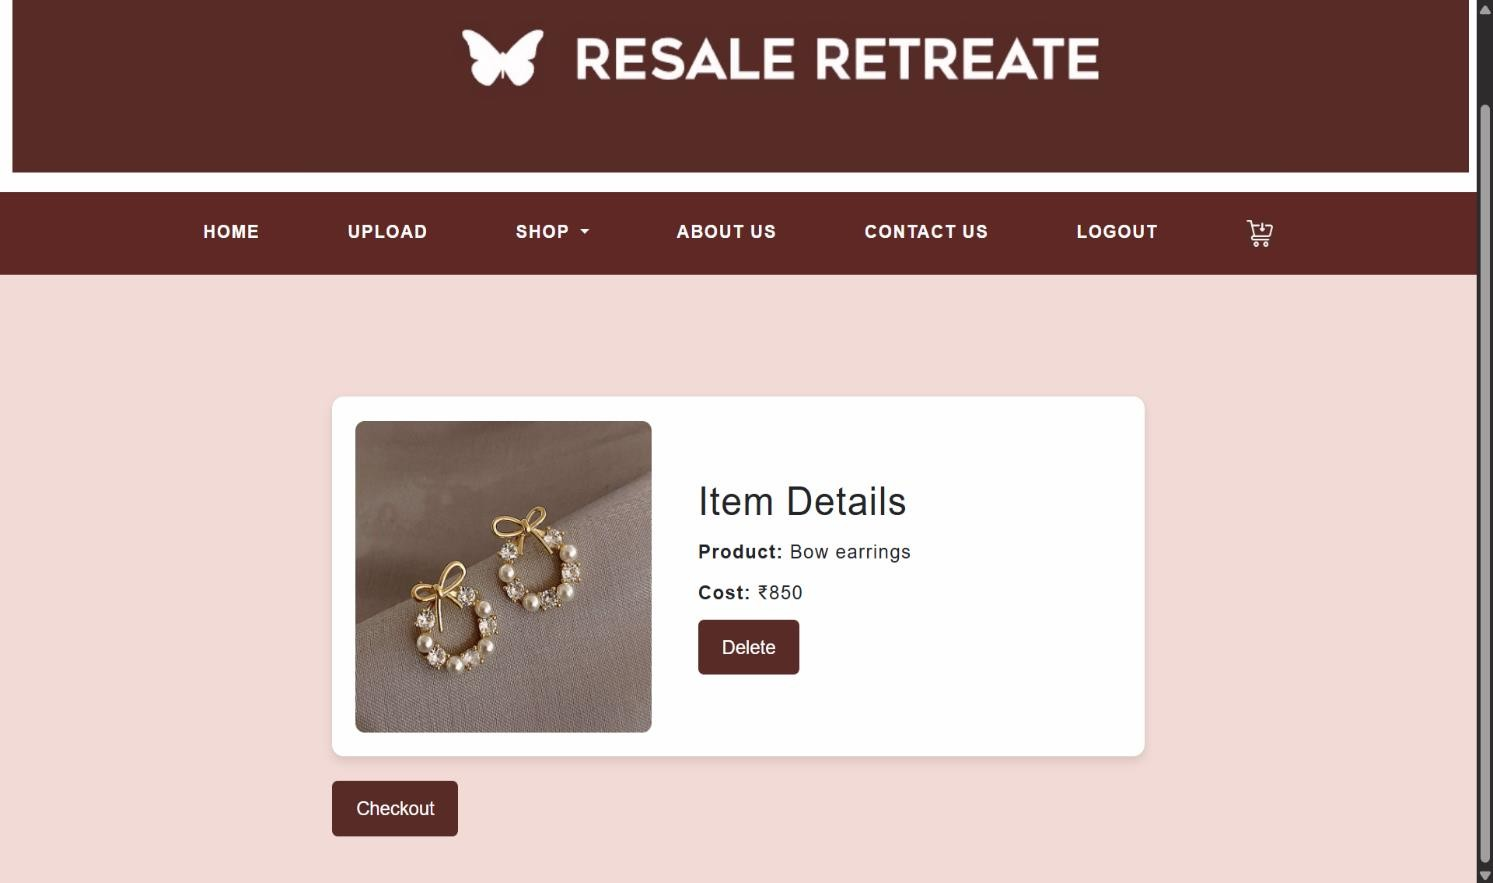 RESALE RETREATE
HOME UPLOAD SHOP ABOUT US CONTACT US LOGOUT
Item Details
Product: Bow earrings
Cost: ₹850
Delete
Checkout